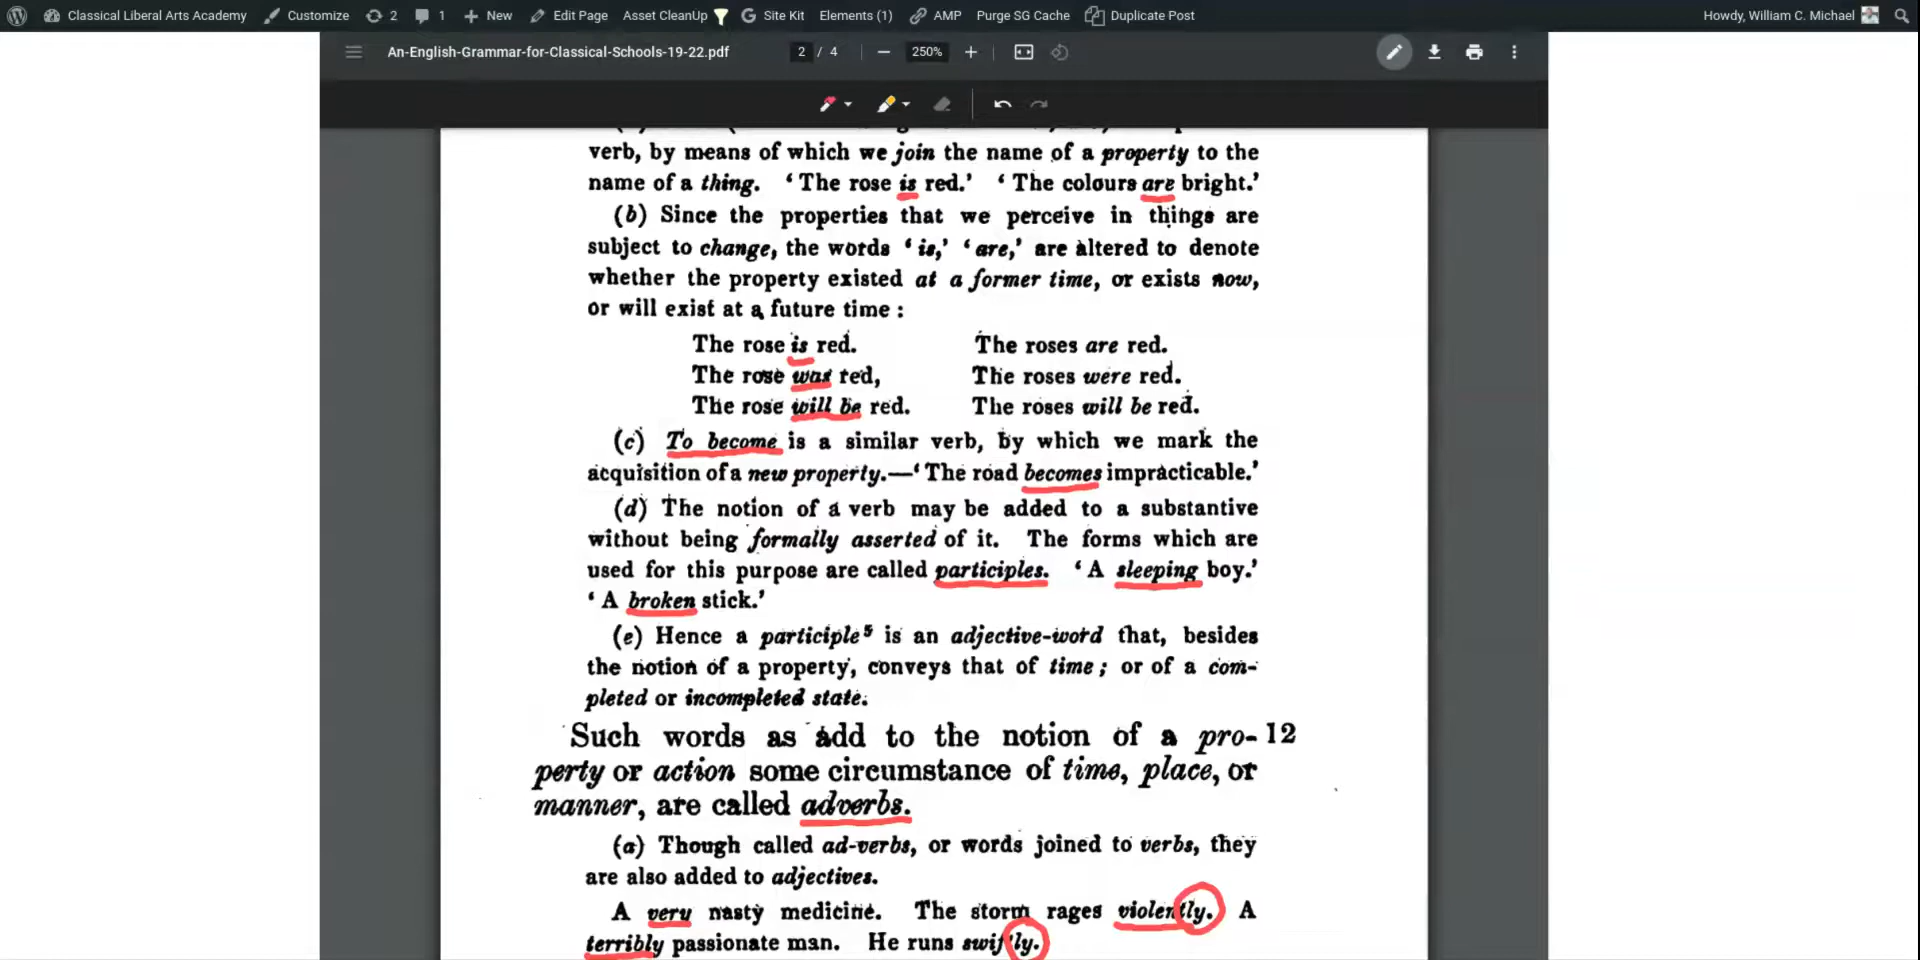 Classical Liberal Arts Academy Customize 2 1 New Edit Page Asset CleanUp Site Kit Elements (1) AMP Purge SG Cache Duplicate Post Howdy, William C. Michael
An-English-Grammar-for-Classical-Schools-19-22.pdf 2 / 4 250%
verb, by means of which we join the name of a property to the
name of a thing. ‘The rose is red.’ ‘The colours are bright.’
(b) Since the properties that we perceive in things are
subject to change, the words ‘is,’ ‘are,’ are altered to denote
whether the property existed at a former time, or exists now,
or will exist at a future time :
The rose is red. The roses are red.
The rose was red, The roses were red.
The rose will be red. The roses will be red.
(c) To become is a similar verb, by which we mark the
acquisition of a new property.—‘The road becomes impracticable.’
(d) The notion of a verb may be added to a substantive
without being formally asserted of it. The forms which are
used for this purpose are called participles. ‘A sleeping boy.’
‘A broken stick.’
(e) Hence a participle⁵ is an adjective-word that, besides
the notion of a property, conveys that of time; or of a com-
pleted or incompleted state.
Such words as add to the notion of a pro- 12
perty or action some circumstance of time, place, or
manner, are called adverbs.
(a) Though called ad-verbs, or words joined to verbs, they
are also added to adjectives.
A very nasty medicine. The storm rages violently. A
terribly passionate man. He runs swiftly.